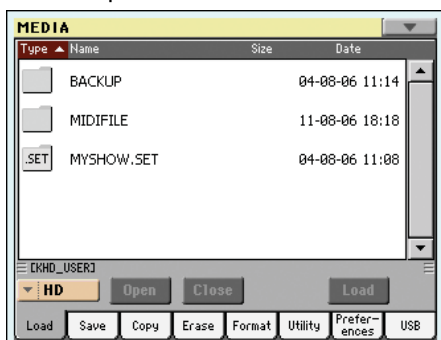 MEDIA
Type Name Size Date
BACKUP 04-08-06 11:14
MIDIFILE 11-08-06 18:18
.SET MYSHOW.SET 04-08-06 11:08
[KHD_USER]
HD Open Close Load
Load Save Copy Erase Format Utility Prefer-
ences USB